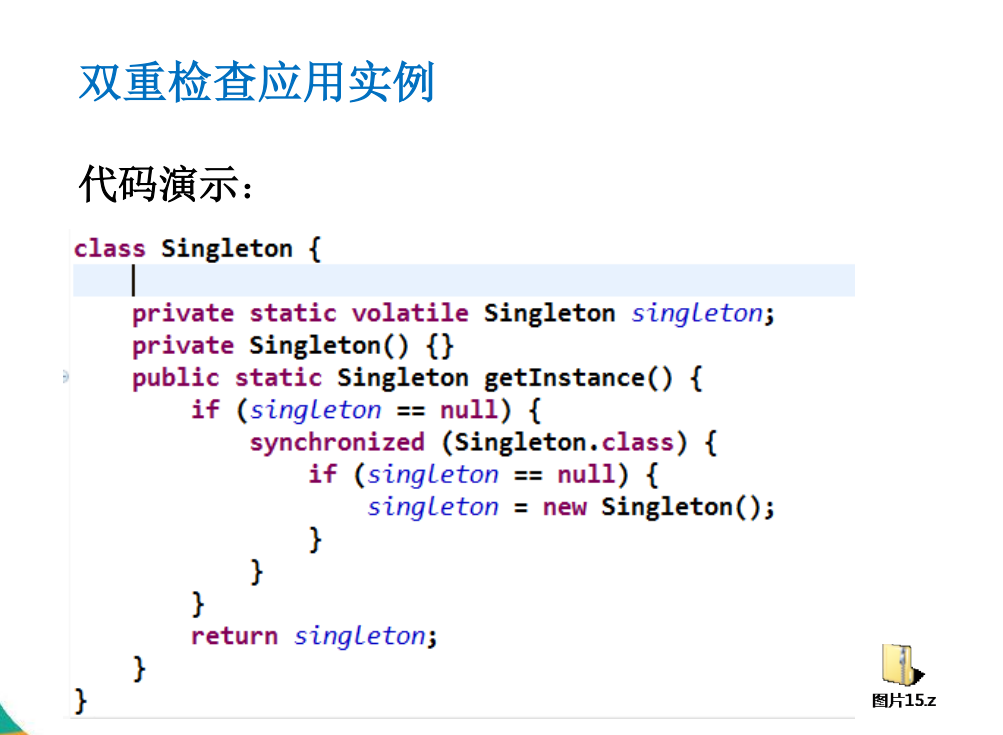 双重检查应用实例
代码演示：
class Singleton {
    private static volatile Singleton singleton;
    private Singleton() {}
    public static Singleton getInstance() {
        if (singleton == null) {
            synchronized (Singleton.class) {
                if (singleton == null) {
                    singleton = new Singleton();
                }
            }
        }
        return singleton;
    }
}
图片15.z